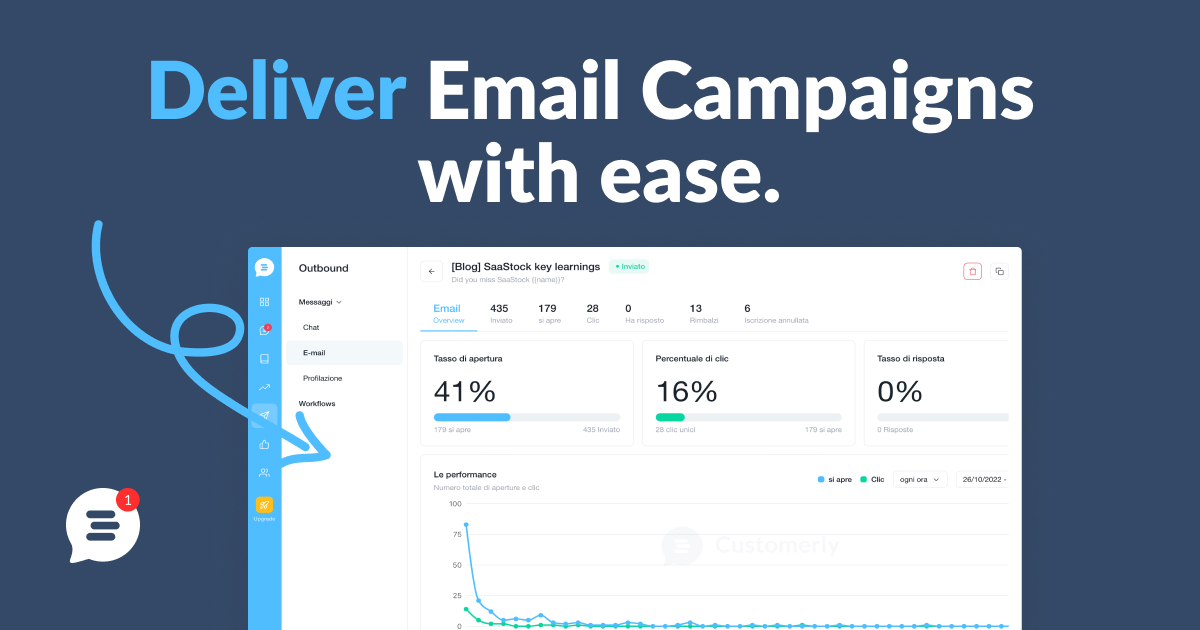 Deliver Email Campaigns
with ease.
Outbound
Messaggi
Chat
E-mail
Profilazione
Workflows
Upgrade
[Blog] SaaStock key learnings
Inviato
Did you miss SaaStock {{name}}?
Email
Overview
435
Inviato
179
si apre
28
Clic
0
Ha risposto
13
Rimbalzi
6
Iscrizione annullata
Tasso di apertura
41%
179 si apre
435 Inviato
Percentuale di clic
16%
28 clic unici
179 si apre
Tasso di risposta
0%
0 Risposte
Le performance
Numero totale di aperture e clic
si apre
Clic
ogni ora
26/10/2022 -
100
75
50
25
0
Customerly
1